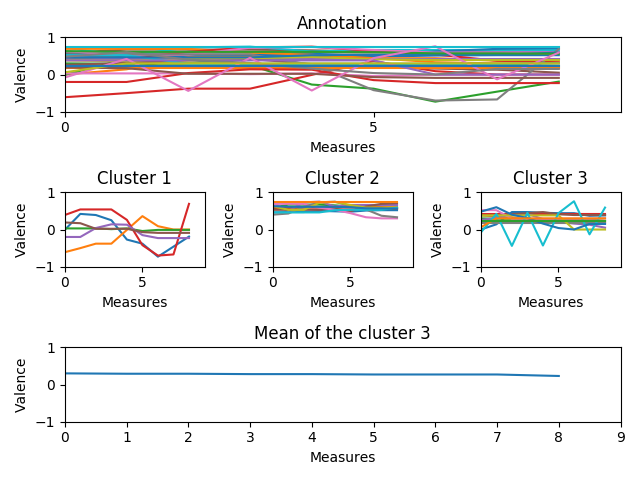 Annotation
Valence
1
0
−1
0 5
Measures
Cluster 1 Cluster 2 Cluster 3
Valence Valence Valence
1 1 1
0 0 0
−1 −1 −1
0 5 0 5 0 5
Measures Measures Measures
Mean of the cluster 3
Valence
1
0
−1
0 1 2 3 4 5 6 7 8 9
Measures